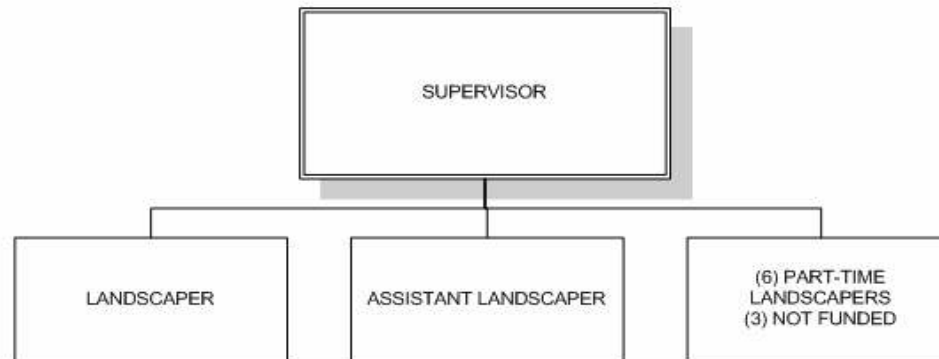 SUPERVISOR
LANDSCAPER
ASSISTANT LANDSCAPER
(6) PART-TIME
LANDSCAPERS
(3) NOT FUNDED